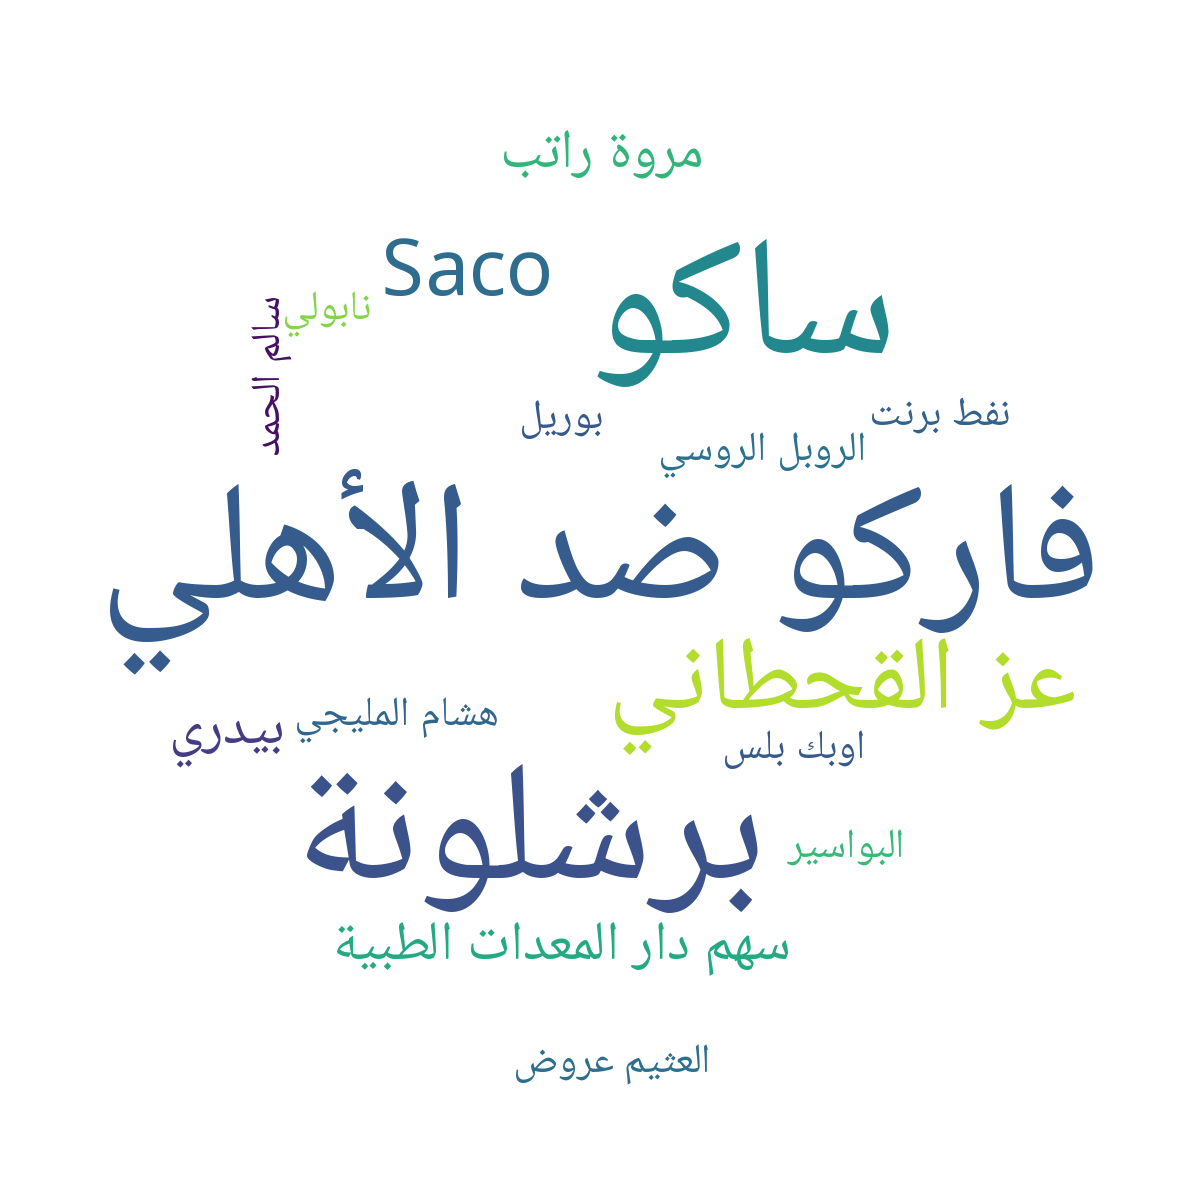 مروة راتب
ساكو
Saco
نابولي
سالم الحمد
نفط برنت
بوريل
الروبل الروسي
فاركو ضد الأهلي
عز القحطاني
هشام المليجي
بيدري
اوبك بلس
برشلونة
البواسير
سهم دار المعدات الطبية
العثيم عروض